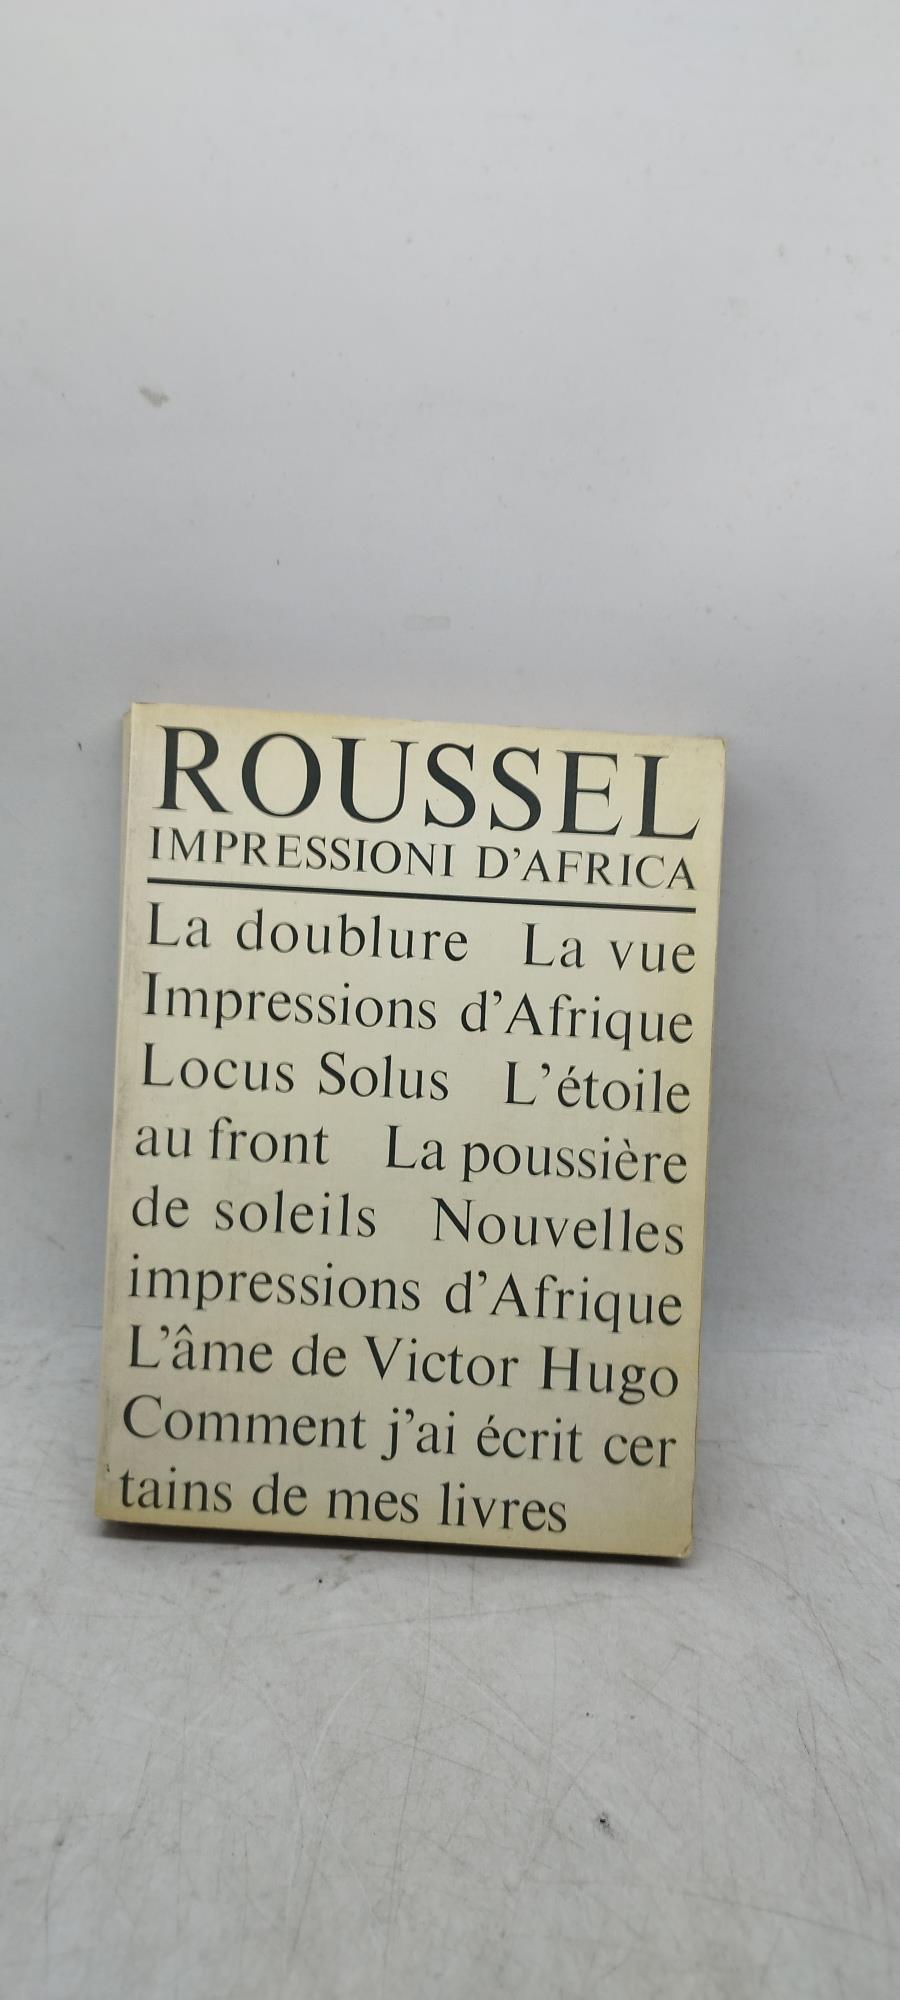 ROUSSEL
IMPRESSIONI D'AFRICA
La doublure La vue
Impressions d'Afrique
Locus Solus L'étoile
au front La poussière
de soleils Nouvelles
impressions d'Afrique
L'âme de Victor Hugo
Comment j'ai écrit cer
tains de mes livres